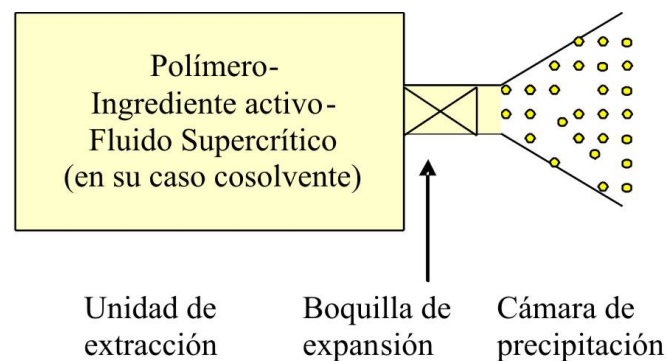 Polímero-
Ingrediente activo-
Fluido Supercrítico
(en su caso cosolvente)
Unidad de
extracción
Boquilla de
expansión
Cámara de
precipitación